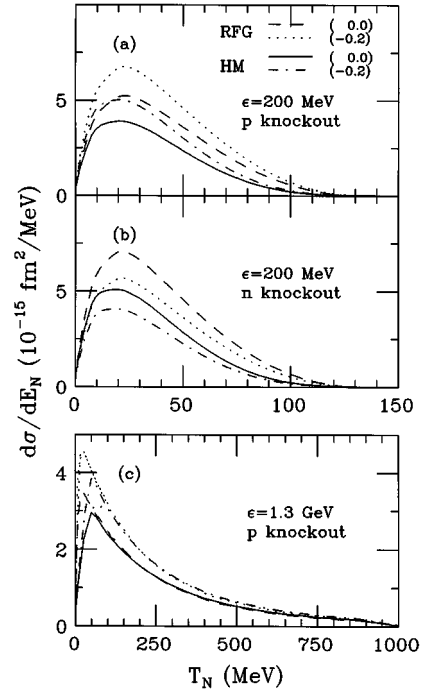 (a)
RFG ( 0.0)
(-0.2)
HM ( 0.0)
(-0.2)
ϵ=200 MeV
p knockout
5
0
(b)
ϵ=200 MeV
n knockout
5
0
0 50 100 150
(c)
ϵ=1.3 GeV
p knockout
4
2
0
0 250 500 750 1000
T_N (MeV)
dσ/dE_N (10⁻¹⁵ fm²/MeV)